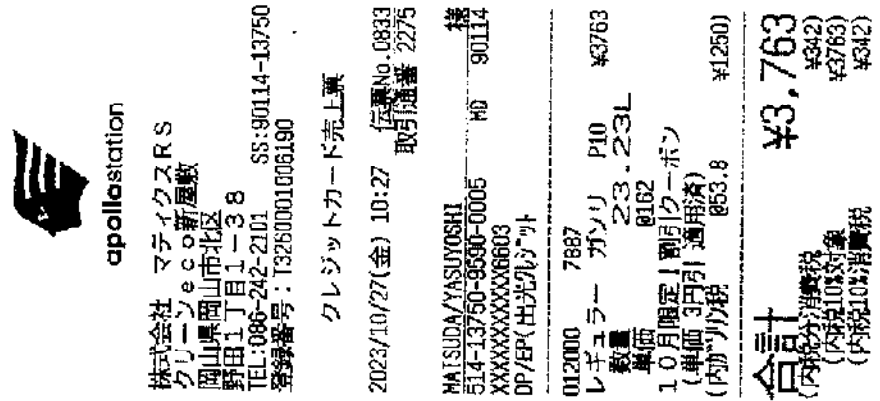 apollostation
株式会社 マティクスRS
クリーンeco新屋敷
岡山県岡山市北区
野田1丁目1-38
TEL:086-242-2101 SS:90114-13750
登録番号:T3260001006190
クレジットカード売上票
2023/10/27(金) 10:27 伝票No.0833
取引通番 2275
MATSUDA/YASUYOSHI 様
514-13750-9590-0005 MD 90114
XXXXXXXXXXXX6603
DP/EP(出光クレジット
012000 7887
レギュラー ガソリ P10 ¥3763
数量 23.23L
単価 @162
10月限定!割引クーポン
(単価 3円引 適用済)
(内ガソリン税 @53.8 ¥1250)
合計 ¥3,763
(内税分消費税 ¥342)
(内税10%対象 ¥3763)
(内税10%消費税 ¥342)